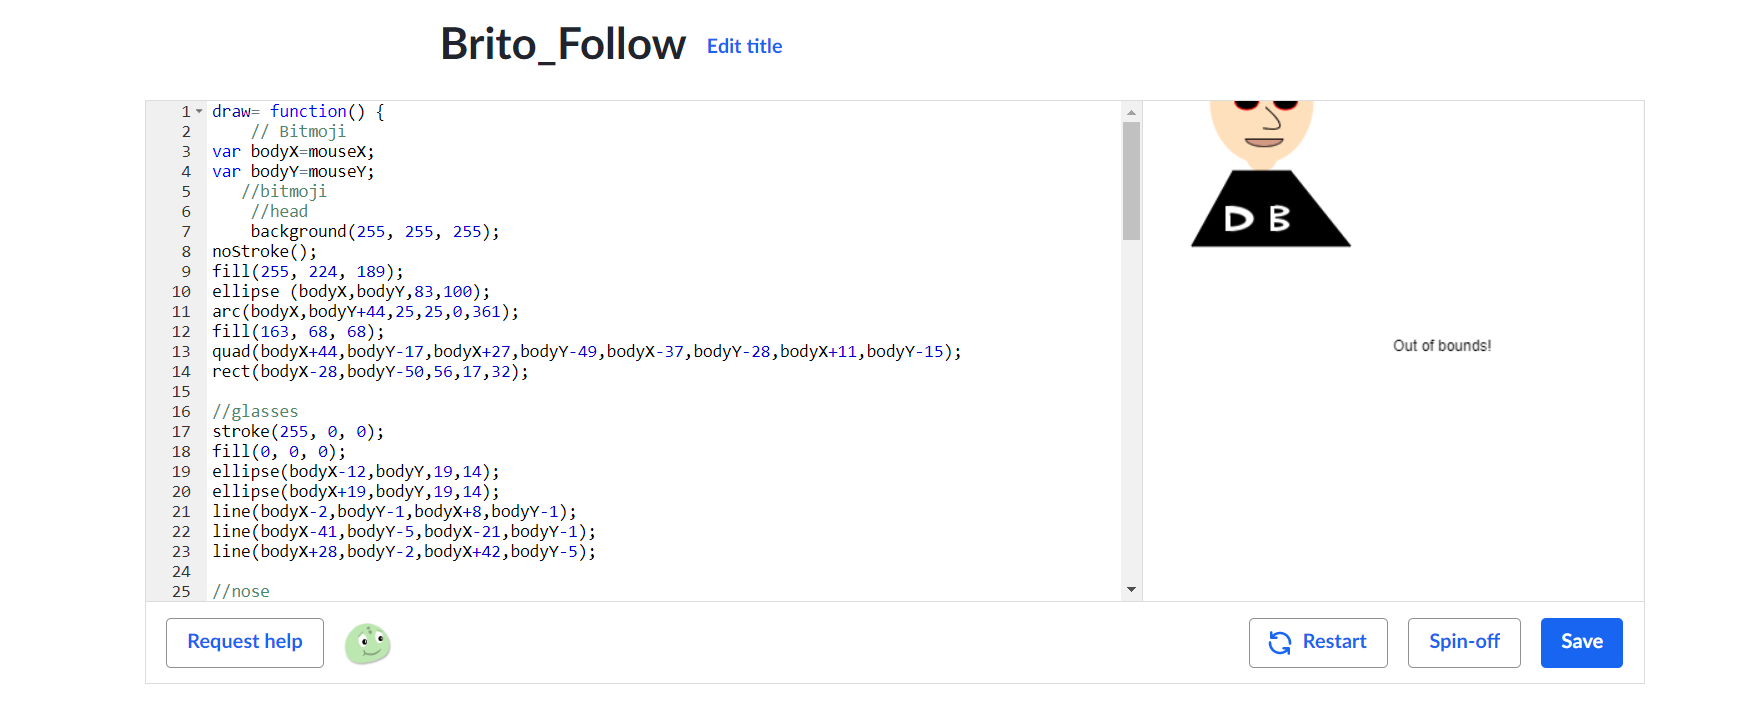 Brito_Follow Edit title
1 draw= function() {
2 // Bitmoji
3 var bodyX=mouseX;
4 var bodyY=mouseY;
5 //bitmoji
6 //head
7 background(255, 255, 255);
8 noStroke();
9 fill(255, 224, 189);
10 ellipse (bodyX,bodyY,83,100);
11 arc(bodyX,bodyY+44,25,25,0,361);
12 fill(163, 68, 68);
13 quad(bodyX+44,bodyY-17,bodyX+27,bodyY-49,bodyX-37,bodyY-28,bodyX+11,bodyY-15);
14 rect(bodyX-28,bodyY-50,56,17,32);
15
16 //glasses
17 stroke(255, 0, 0);
18 fill(0, 0, 0);
19 ellipse(bodyX-12,bodyY,19,14);
20 ellipse(bodyX+19,bodyY,19,14);
21 line(bodyX-2,bodyY-1,bodyX+8,bodyY-1);
22 line(bodyX-41,bodyY-5,bodyX-21,bodyY-1);
23 line(bodyX+28,bodyY-2,bodyX+42,bodyY-5);
24
25 //nose
D B
Out of bounds!
Request help
Restart
Spin-off
Save